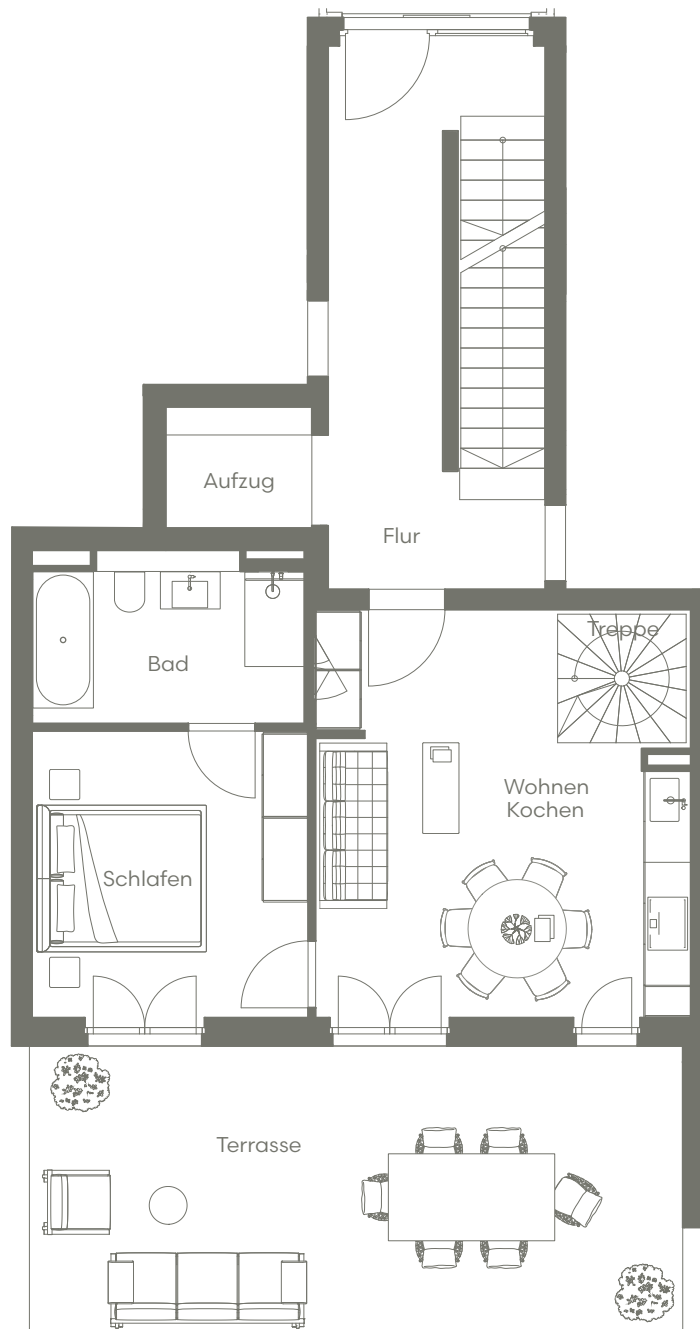 Aufzug
Flur
Treppe
Bad
Wohnen
Kochen
Schlafen
Terrasse